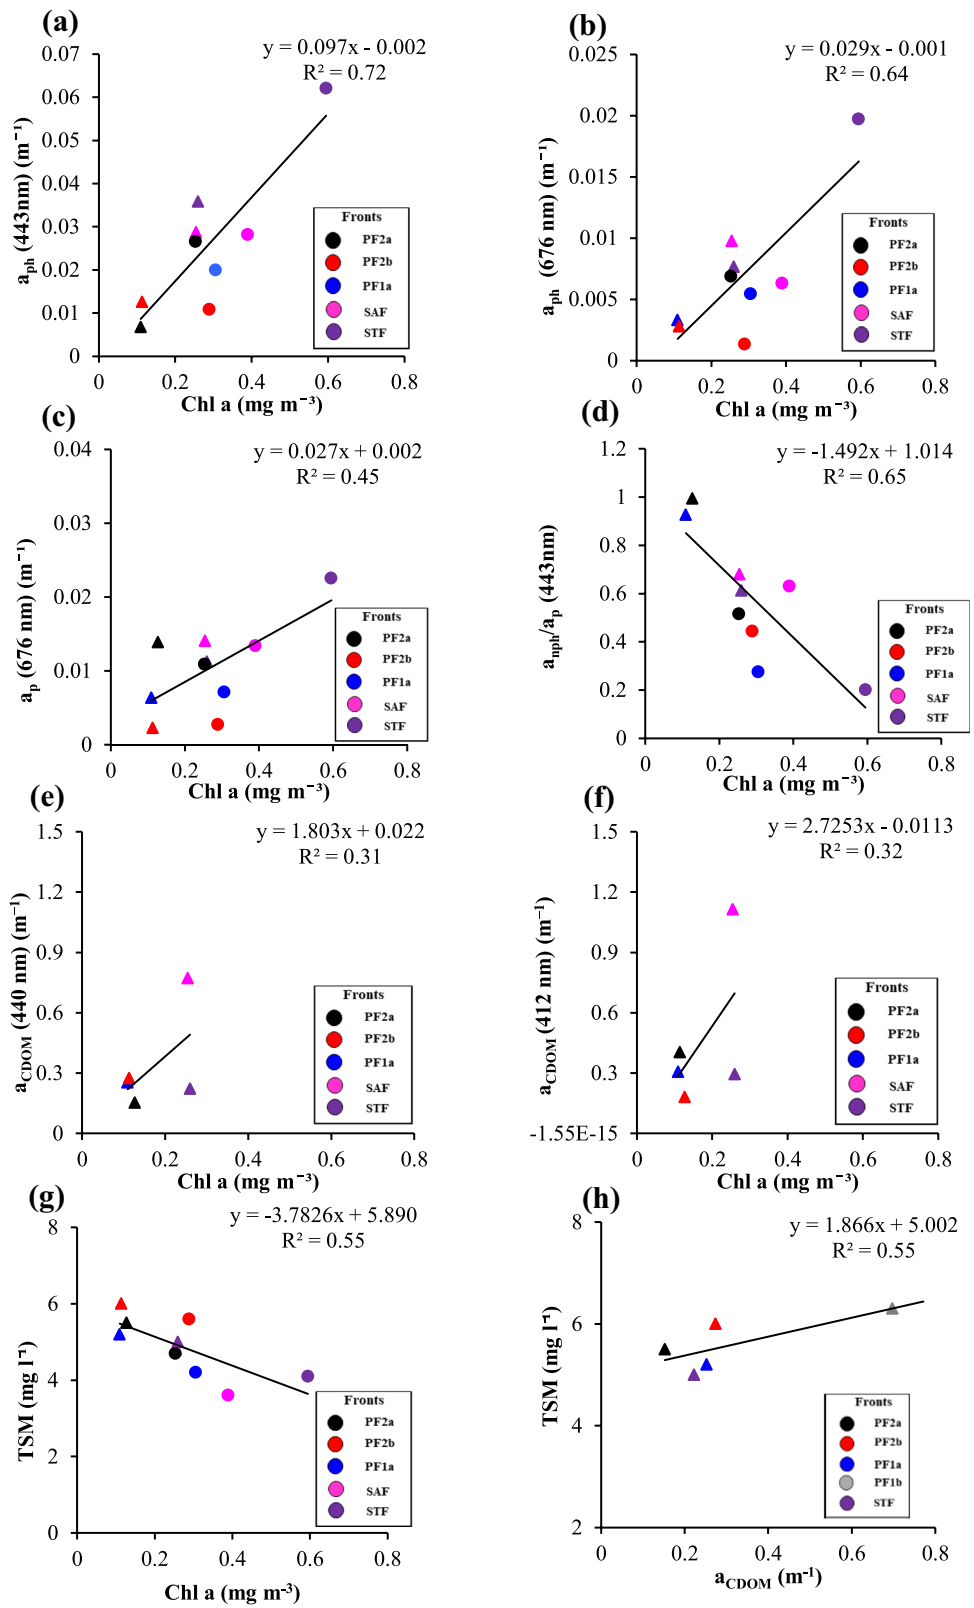 (a)
y = 0.097x - 0.002
R² = 0.72
0.07
0.06
0.05
0.04
0.03
0.02
0.01
0
a_ph (443nm) (m⁻¹)
Fronts
PF2a
PF2b
PF1a
SAF
STF
0 0.2 0.4 0.6 0.8
Chl a (mg m⁻³)
(b)
y = 0.029x - 0.001
R² = 0.64
0.025
0.02
0.015
0.01
0.005
0
a_ph (676 nm) (m⁻¹)
Fronts
PF2a
PF2b
PF1a
SAF
STF
0 0.2 0.4 0.6 0.8
Chl a (mg m⁻³)
(c)
y = 0.027x + 0.002
R² = 0.45
0.04
0.03
0.02
0.01
0
a_p (676 nm) (m⁻¹)
Fronts
PF2a
PF2b
PF1a
SAF
STF
0 0.2 0.4 0.6 0.8
Chl a (mg m⁻³)
(d)
y = -1.492x + 1.014
R² = 0.65
1.2
1
0.8
0.6
0.4
0.2
0
a_nph/a_p (443nm)
Fronts
PF2a
PF2b
PF1a
SAF
STF
0 0.2 0.4 0.6 0.8
Chl a (mg m⁻³)
(e)
y = 1.803x + 0.022
R² = 0.31
1.5
1.2
0.9
0.6
0.3
0
a_CDOM (440 nm) (m⁻¹)
Fronts
PF2a
PF2b
PF1a
SAF
STF
0 0.2 0.4 0.6 0.8
Chl a (mg m⁻³)
(f)
y = 2.7253x - 0.0113
R² = 0.32
1.5
1.2
0.9
0.6
0.3
-1.55E-15
a_CDOM (412 nm) (m⁻¹)
Fronts
PF2a
PF2b
PF1a
SAF
STF
0 0.2 0.4 0.6 0.8
Chl a (mg m⁻³)
(g)
y = -3.7826x + 5.890
R² = 0.55
8
6
4
2
0
TSM (mg l⁻¹)
Fronts
PF2a
PF2b
PF1a
SAF
STF
0 0.2 0.4 0.6 0.8
Chl a (mg m⁻³)
(h)
y = 1.866x + 5.002
R² = 0.55
8
6
4
2
TSM (mg l⁻¹)
Fronts
PF2a
PF2b
PF1a
PF1b
STF
0 0.2 0.4 0.6 0.8
a_CDOM (m⁻¹)